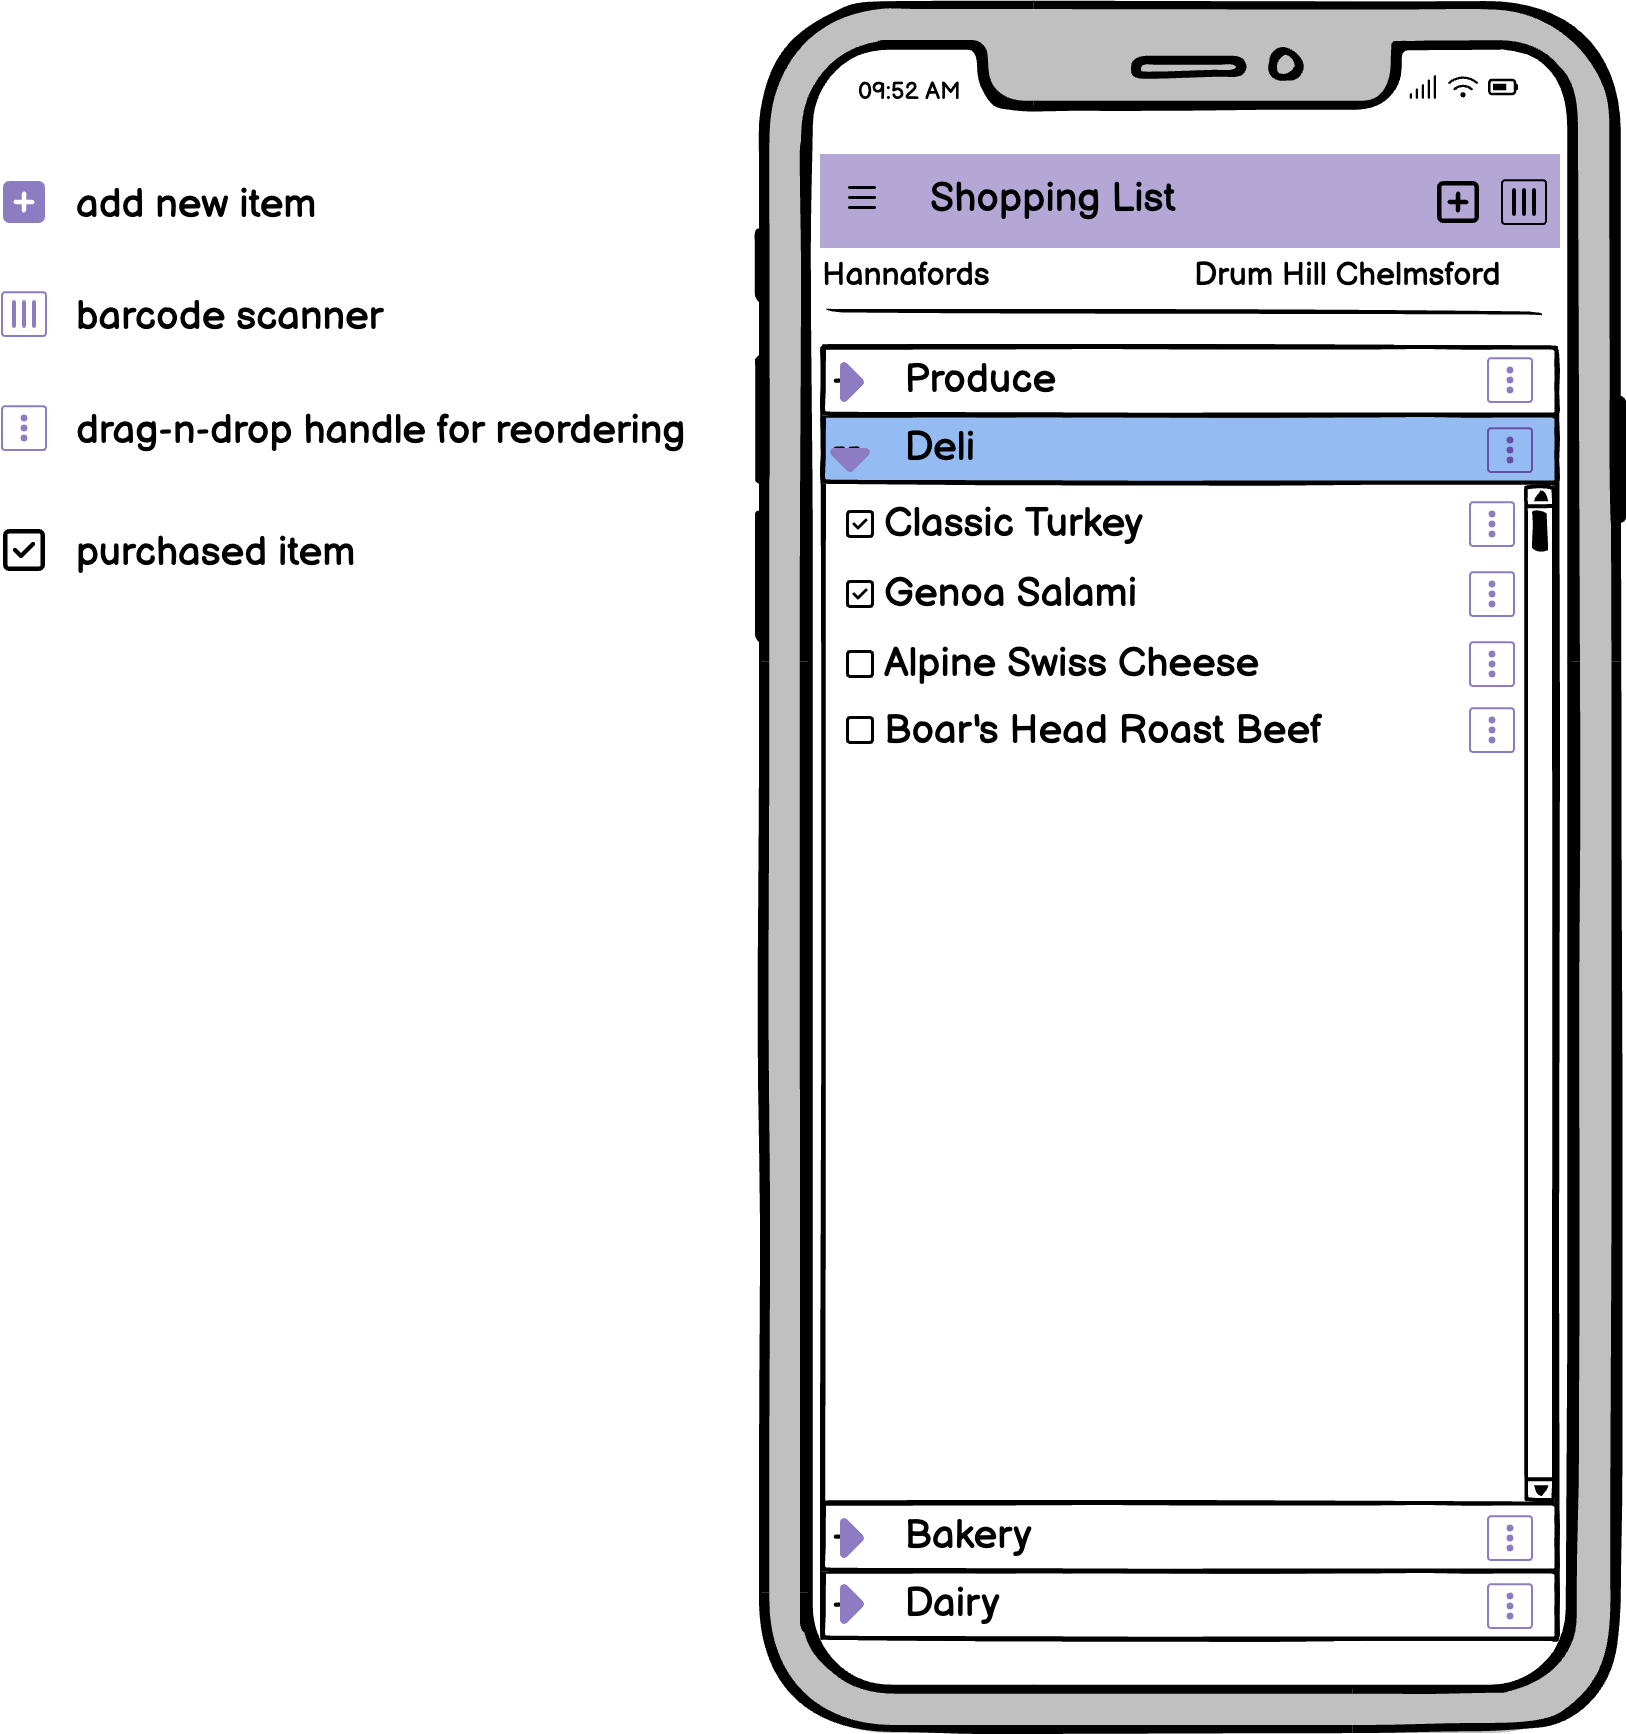 add new item
barcode scanner
drag-n-drop handle for reordering
purchased item
09:52 AM
Shopping List
Hannafords Drum Hill Chelmsford
Produce
Deli
Classic Turkey
Genoa Salami
Alpine Swiss Cheese
Boar's Head Roast Beef
Bakery
Dairy